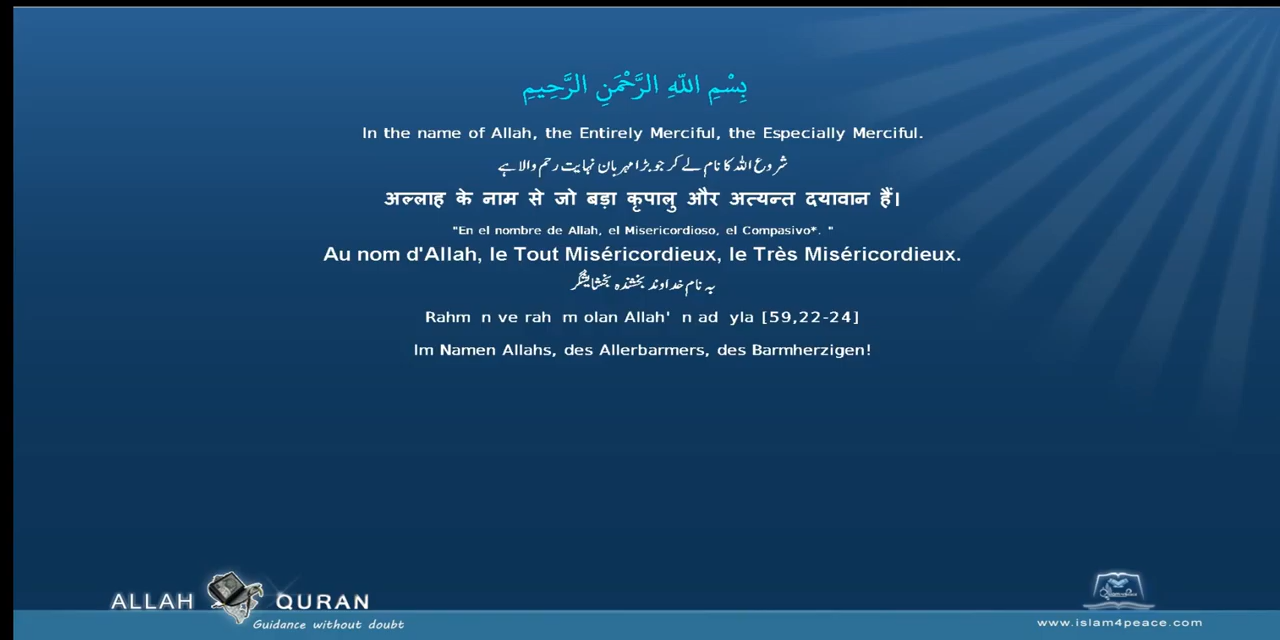 بِسْمِ اللّهِ الرَّحْمَنِ الرَّحِيمِ
In the name of Allah, the Entirely Merciful, the Especially Merciful.
شروع اللہ کا نام لے کر جو بڑا مہربان نہایت رحم والا ہے
अल्लाह के नाम से जो बड़ा कृपालु और अत्यन्त दयावान हैं।
"En el nombre de Allah, el Misericordioso, el Compasivo*. "
Au nom d'Allah, le Tout Miséricordieux, le Très Miséricordieux.
به نام خداوند بخشنده بخشایشگر
Rahm n ve rah m olan Allah' n ad yla [59,22-24]
Im Namen Allahs, des Allerbarmers, des Barmherzigen!
ALLAH QURAN
Guidance without doubt
www.islam4peace.com